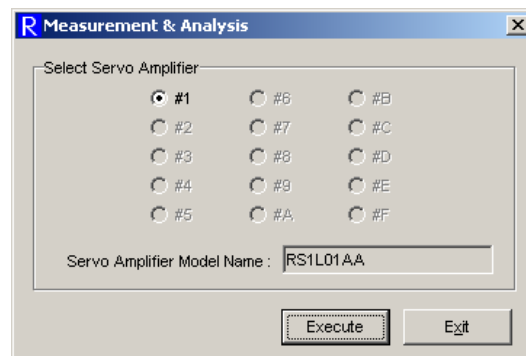 R Measurement & Analysis
Select Servo Amplifier
#1 #6 #B
#2 #7 #C
#3 #8 #D
#4 #9 #E
#5 #A #F
Servo Amplifier Model Name : RS1L01AA
Execute Exit